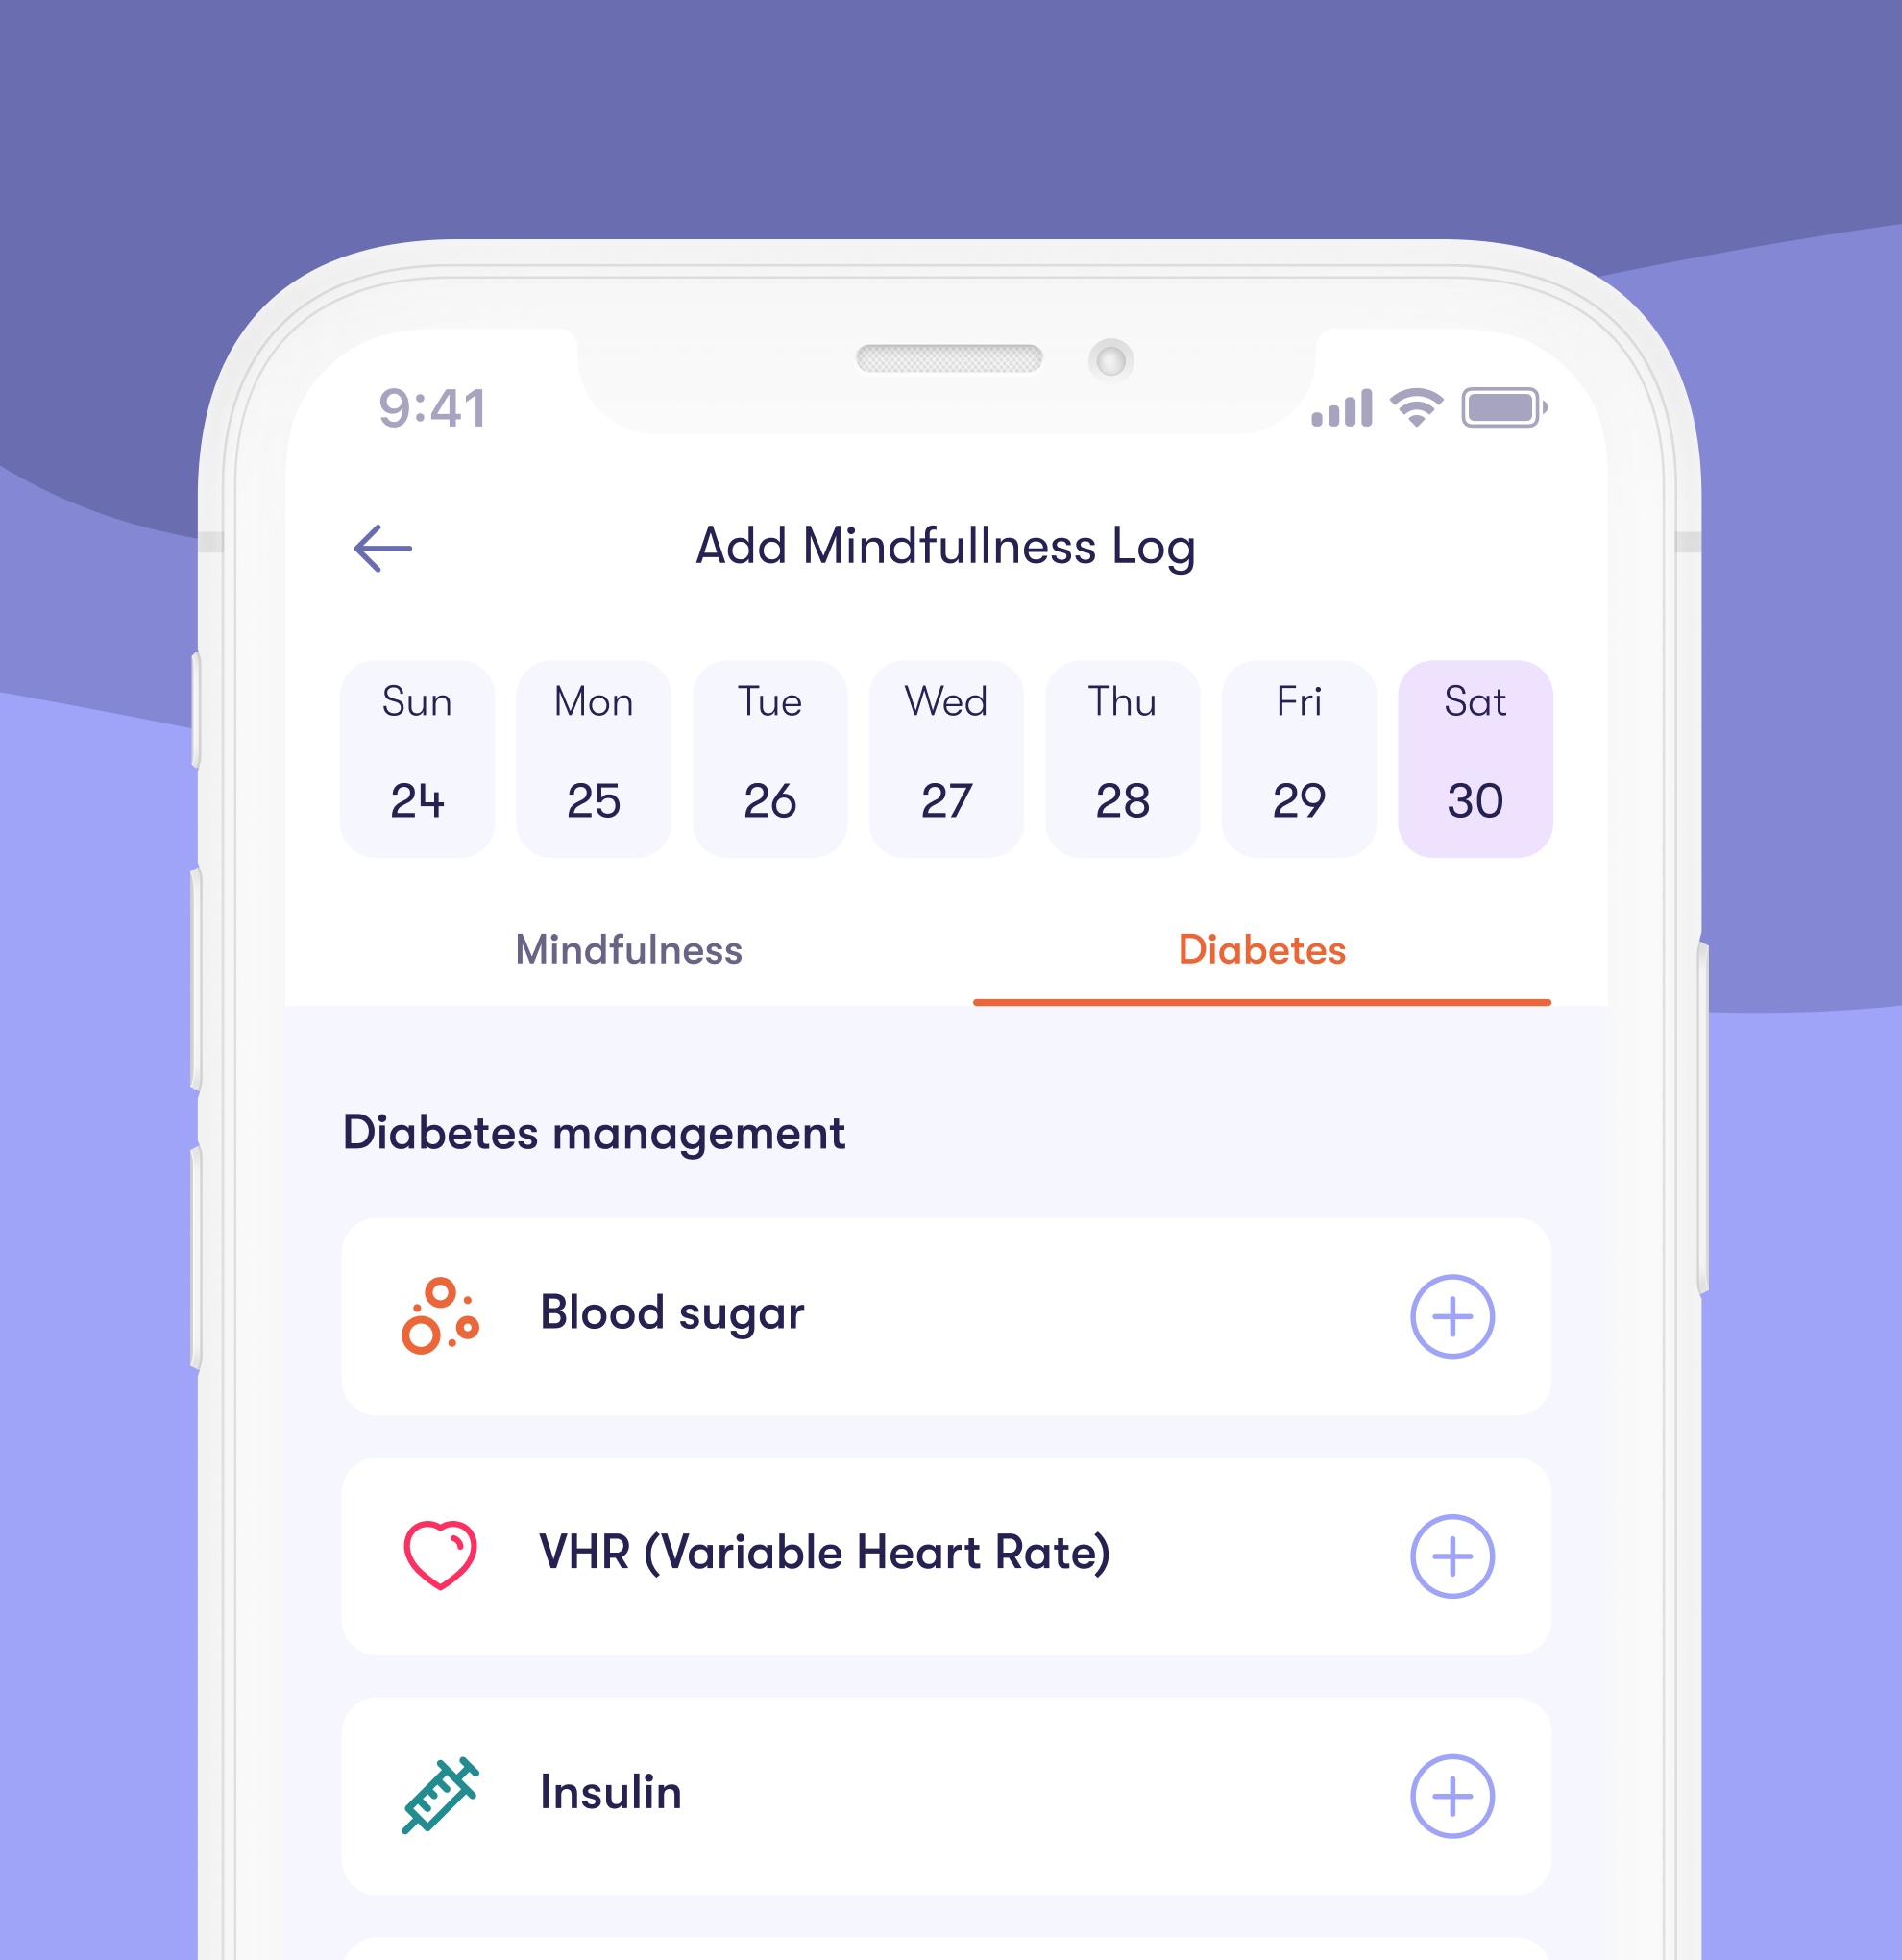 9:41
Add Mindfullness Log
Sun Mon Tue Wed Thu Fri Sat
24 25 26 27 28 29 30
Mindfulness Diabetes
Diabetes management
Blood sugar
VHR (Variable Heart Rate)
Insulin